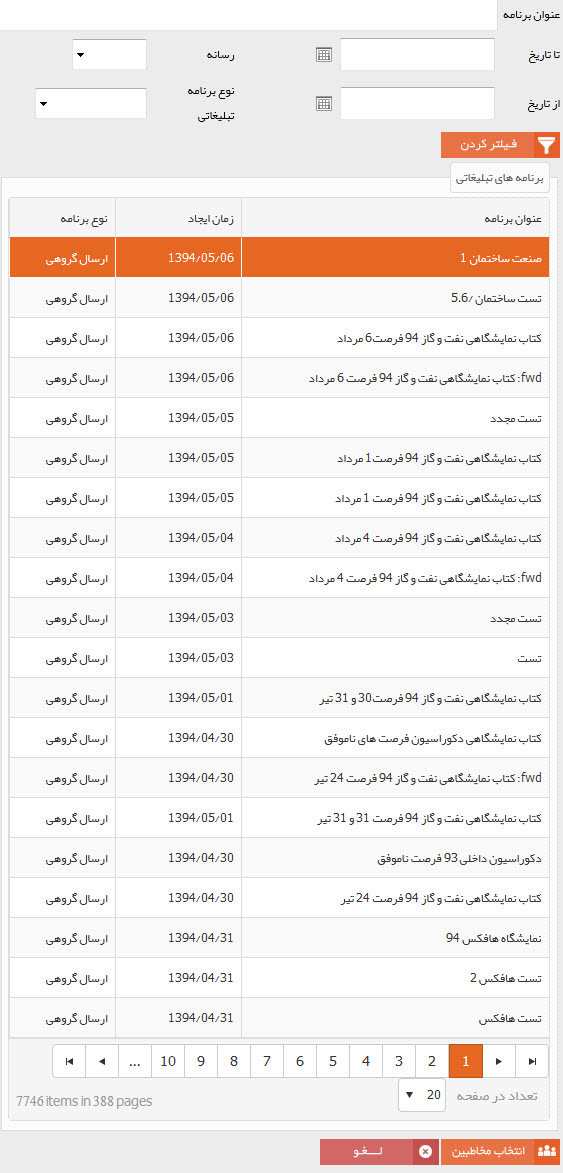 عنوان برنامه
تا تاریخ رسانه
از تاریخ نوع برنامه تبلیغاتی
فیلتر کردن
برنامه های تبلیغاتی
عنوان برنامه زمان ایجاد نوع برنامه
صنعت ساختمان 1 1394/05/06 ارسال گروهی
تست ساختمان /5.6 1394/05/06 ارسال گروهی
کتاب نمایشگاهی نفت و گاز 94 فرصت6 مرداد 1394/05/06 ارسال گروهی
fwd: کتاب نمایشگاهی نفت و گاز 94 فرصت 6 مرداد 1394/05/06 ارسال گروهی
تست مجدد 1394/05/05 ارسال گروهی
کتاب نمایشگاهی نفت و گاز 94 فرصت1 مرداد 1394/05/05 ارسال گروهی
کتاب نمایشگاهی نفت و گاز 94 فرصت 1 مرداد 1394/05/05 ارسال گروهی
کتاب نمایشگاهی نفت و گاز 94 فرصت 4 مرداد 1394/05/04 ارسال گروهی
fwd: کتاب نمایشگاهی نفت و گاز 94 فرصت 4 مرداد 1394/05/04 ارسال گروهی
تست مجدد 1394/05/03 ارسال گروهی
تست 1394/05/03 ارسال گروهی
کتاب نمایشگاهی نفت و گاز 94 فرصت30 و 31 تیر 1394/05/01 ارسال گروهی
کتاب نمایشگاهی دکوراسیون فرصت های ناموفق 1394/04/30 ارسال گروهی
fwd: کتاب نمایشگاهی نفت و گاز 94 فرصت 24 تیر 1394/04/30 ارسال گروهی
کتاب نمایشگاهی نفت و گاز 94 فرصت 31 و 31 تیر 1394/05/01 ارسال گروهی
دکوراسیون داخلی 93 فرصت ناموفق 1394/04/30 ارسال گروهی
کتاب نمایشگاهی نفت و گاز 94 فرصت 24 تیر 1394/04/30 ارسال گروهی
نمایشگاه هافکس 94 1394/04/31 ارسال گروهی
تست هافکس 2 1394/04/31 ارسال گروهی
تست هافکس 1394/04/31 ارسال گروهی
1 2 3 4 5 6 7 8 9 10 ...
تعداد در صفحه 20 7746 items in 388 pages
انتخاب مخاطبین لـــغـو